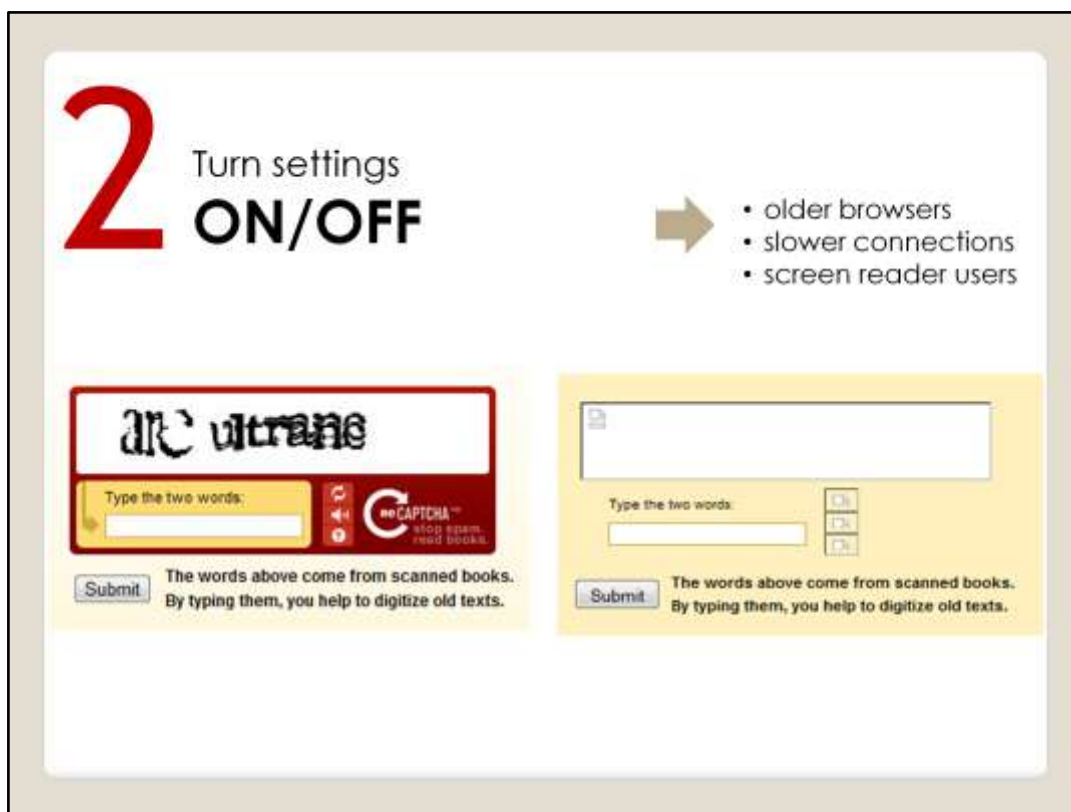 2
Turn settings
ON/OFF
• older browsers
• slower connections
• screen reader users
ultrane
Type the two words:
reCAPTCHA™
stop spam.
read books.
Submit
The words above come from scanned books.
By typing them, you help to digitize old texts.
Type the two words:
Submit
The words above come from scanned books.
By typing them, you help to digitize old texts.